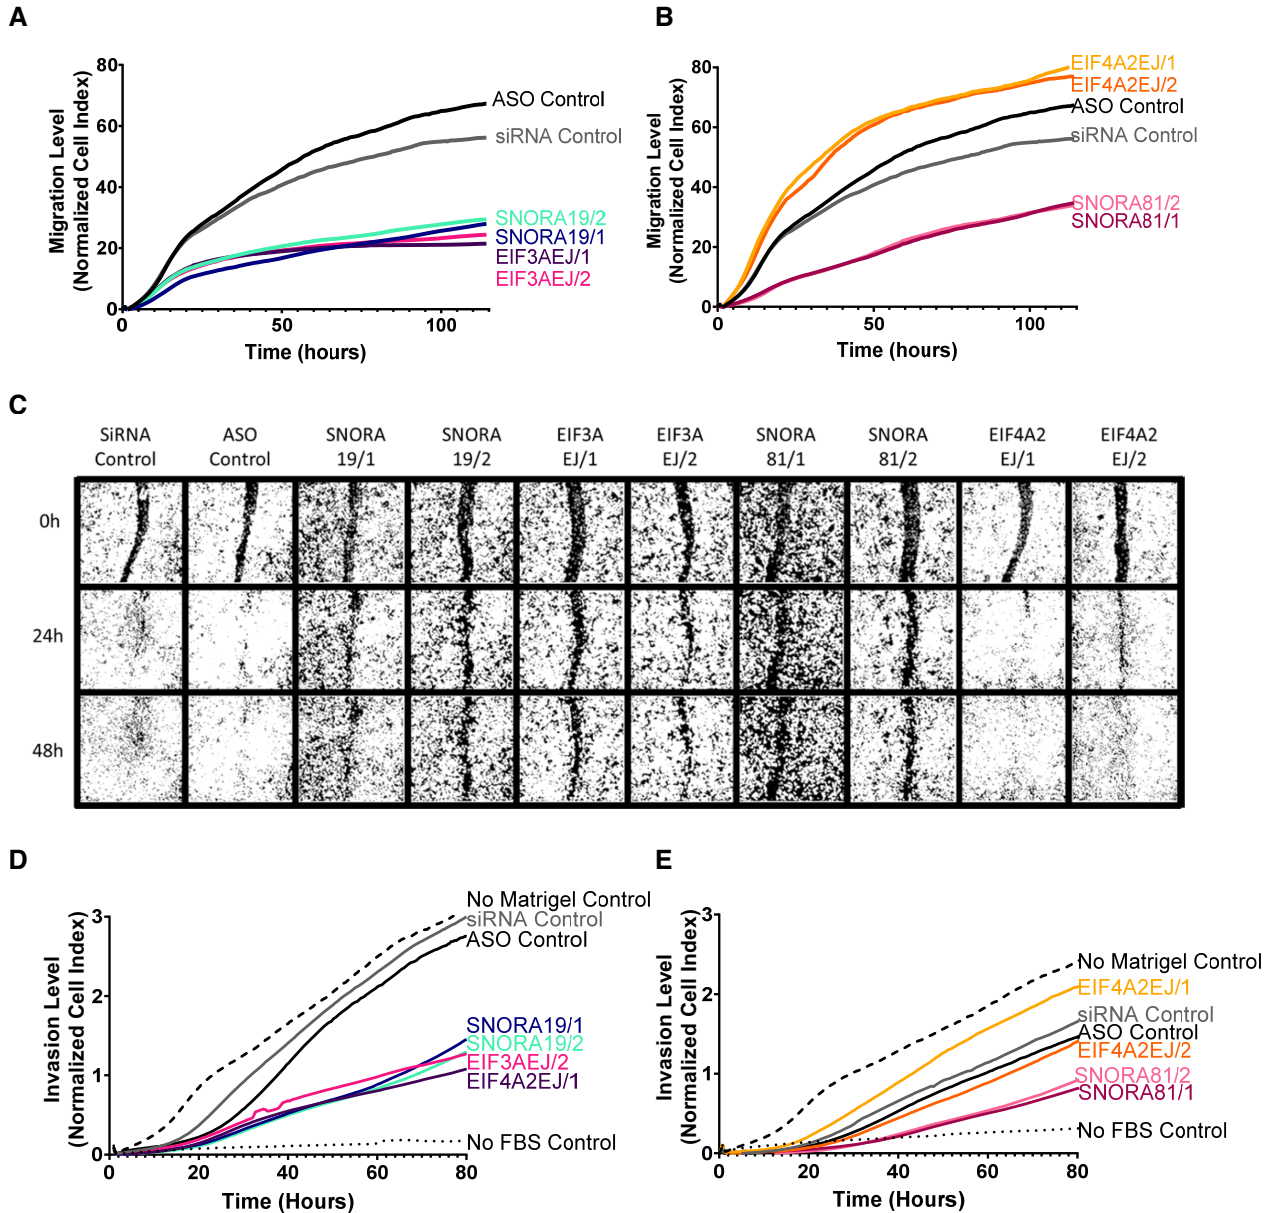 A
Migration Level
(Normalized Cell Index)
80
60
40
20
0
0
50
100
Time (hours)
ASO Control
siRNA Control
SNORA19/2
SNORA19/1
EIF3AEJ/1
EIF3AEJ/2
B
Migration Level
(Normalized Cell Index)
80
60
40
20
0
0
50
100
Time (hours)
EIF4A2EJ/1
EIF4A2EJ/2
ASO Control
siRNA Control
SNORA81/2
SNORA81/1
C
SiRNA
Control
ASO
Control
SNORA
19/1
SNORA
19/2
EIF3A
EJ/1
EIF3A
EJ/2
SNORA
81/1
SNORA
81/2
EIF4A2
EJ/1
EIF4A2
EJ/2
0h
24h
48h
D
Invasion Level
(Normalized Cell Index)
3
2
1
0
0
20
40
60
80
Time (Hours)
No Matrigel Control
siRNA Control
ASO Control
SNORA19/1
SNORA19/2
EIF3AEJ/2
EIF4A2EJ/1
No FBS Control
E
Invasion Level
(Normalized Cell Index)
3
2
1
0
0
20
40
60
80
Time (Hours)
No Matrigel Control
EIF4A2EJ/1
siRNA Control
ASO Control
EIF4A2EJ/2
SNORA81/2
SNORA81/1
No FBS Control